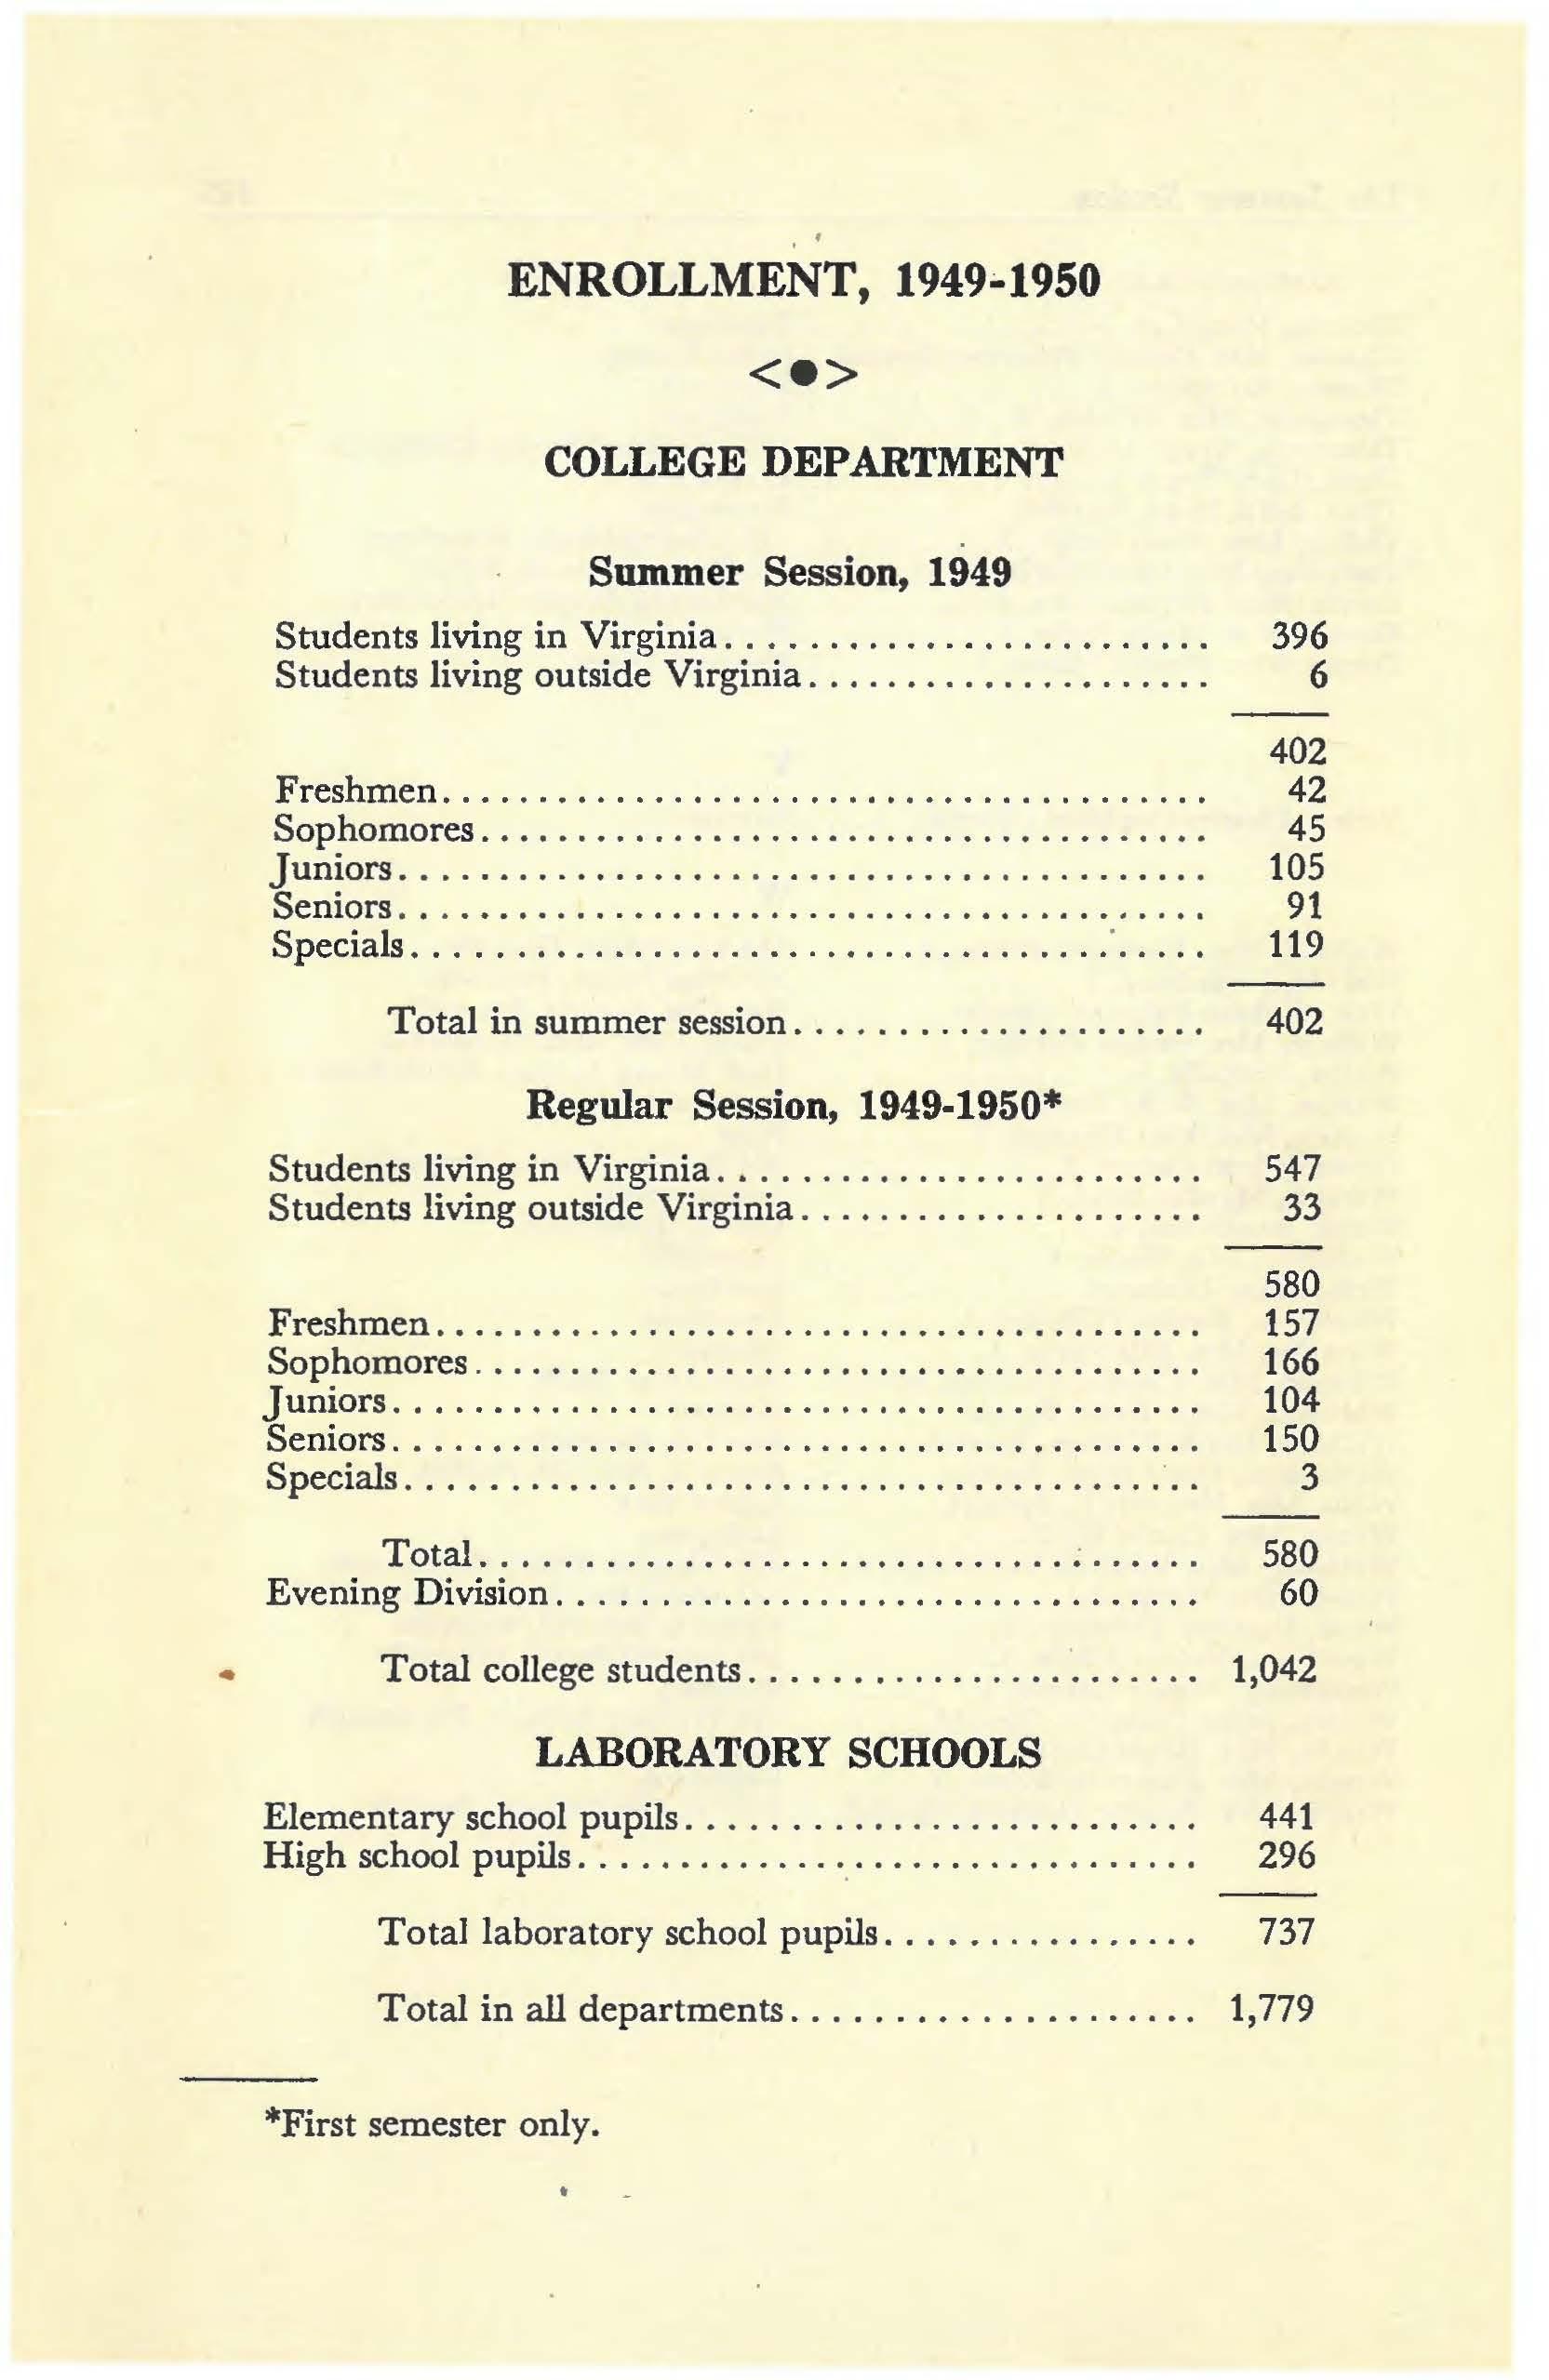 ENROLLMENT, 1949-1950
<●>
COLLEGE DEPARTMENT
Summer Session, 1949
Students living in Virginia........................ 396
Students living outside Virginia.................... 6
402
Freshmen....................................... 42
Sophomores..................................... 45
Juniors......................................... 105
Seniors......................................... 91
Specials........................................ 119
Total in summer session..................... 402
Regular Session, 1949-1950*
Students living in Virginia........................ 547
Students living outside Virginia.................... 33
580
Freshmen....................................... 157
Sophomores..................................... 166
Juniors......................................... 104
Seniors......................................... 150
Specials........................................ 3
Total..................................... 580
Evening Division................................. 60
Total college students....................... 1,042
LABORATORY SCHOOLS
Elementary school pupils.......................... 441
High school pupils................................ 296
Total laboratory school pupils................ 737
Total in all departments..................... 1,779
*First semester only.